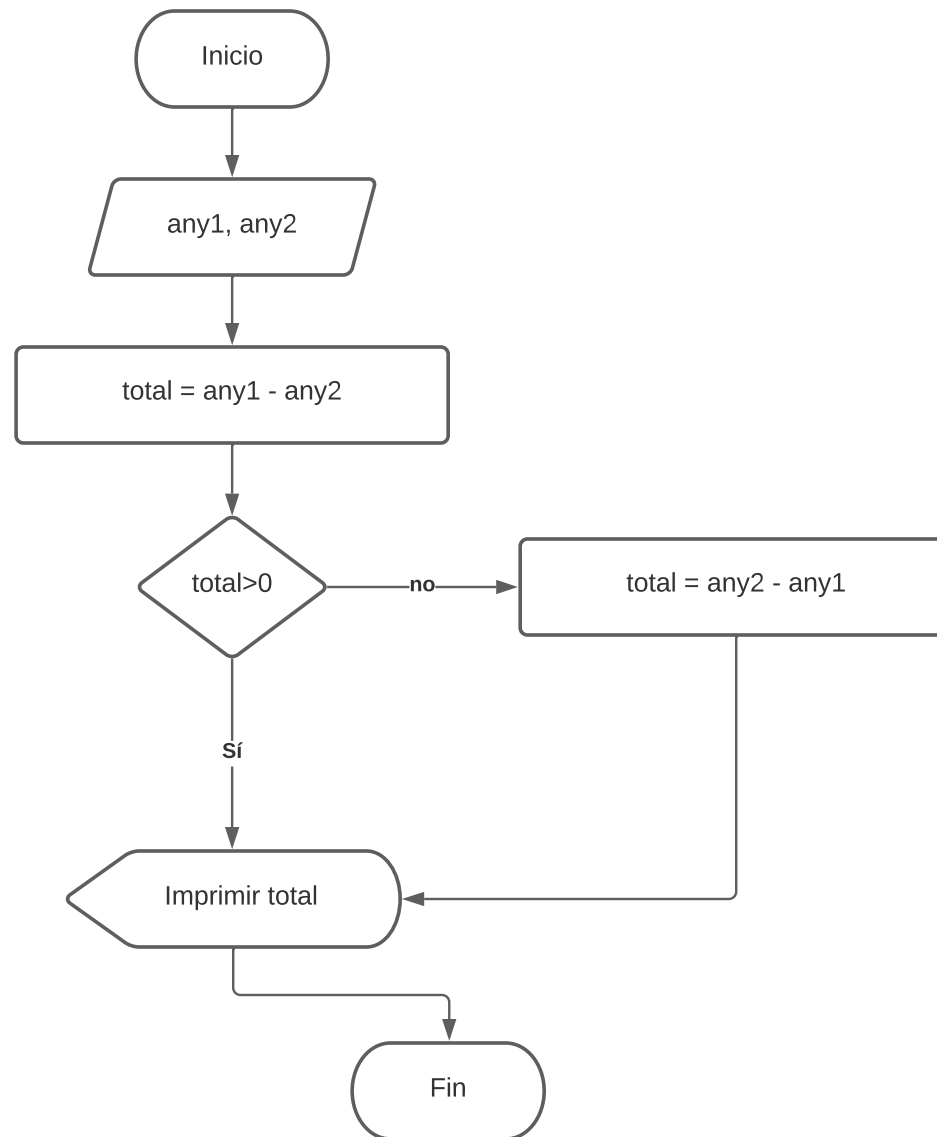 Inicio
any1, any2
total = any1 - any2
total>0
no
total = any2 - any1
Sí
Imprimir total
Fin